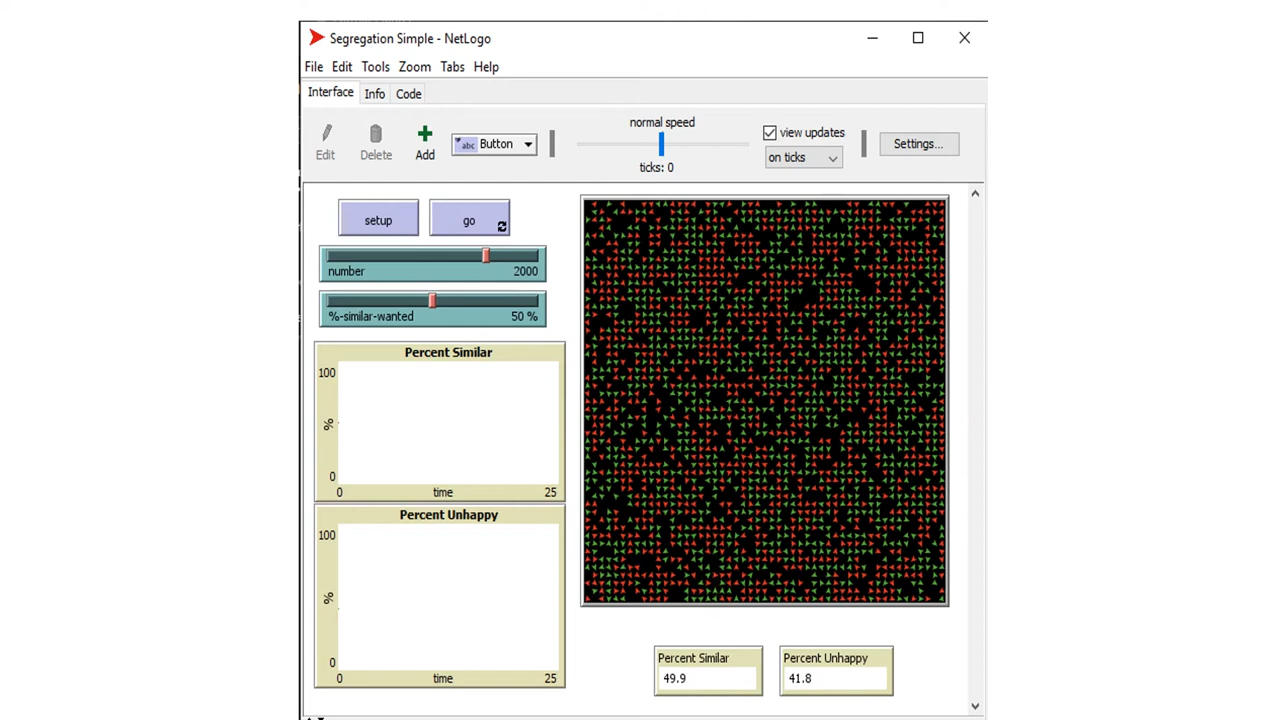 Segregation Simple - NetLogo
File Edit Tools Zoom Tabs Help
Interface Info Code
Edit Delete Add abc Button normal speed ticks: 0 view updates on ticks Settings...
setup go
number 2000
%-similar-wanted 50 %
Percent Similar
100
%
0
0 time 25
Percent Unhappy
100
%
0
0 time 25
Percent Similar Percent Unhappy
49.9 41.8